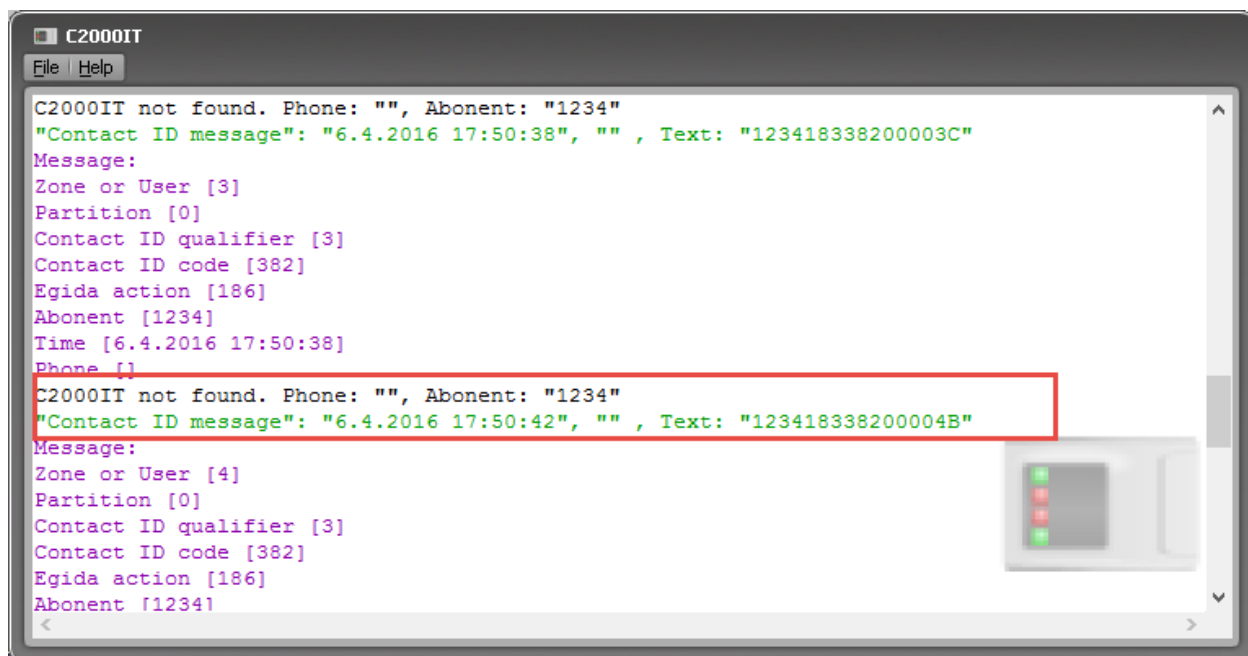 C2000IT
File Help
C2000IT not found. Phone: "", Abonent: "1234"
"Contact ID message": "6.4.2016 17:50:38", "" , Text: "123418338200003C"
Message:
Zone or User [3]
Partition [0]
Contact ID qualifier [3]
Contact ID code [382]
Egida action [186]
Abonent [1234]
Time [6.4.2016 17:50:38]
Phone []
C2000IT not found. Phone: "", Abonent: "1234"
"Contact ID message": "6.4.2016 17:50:42", "" , Text: "123418338200004B"
Message:
Zone or User [4]
Partition [0]
Contact ID qualifier [3]
Contact ID code [382]
Egida action [186]
Abonent [1234]